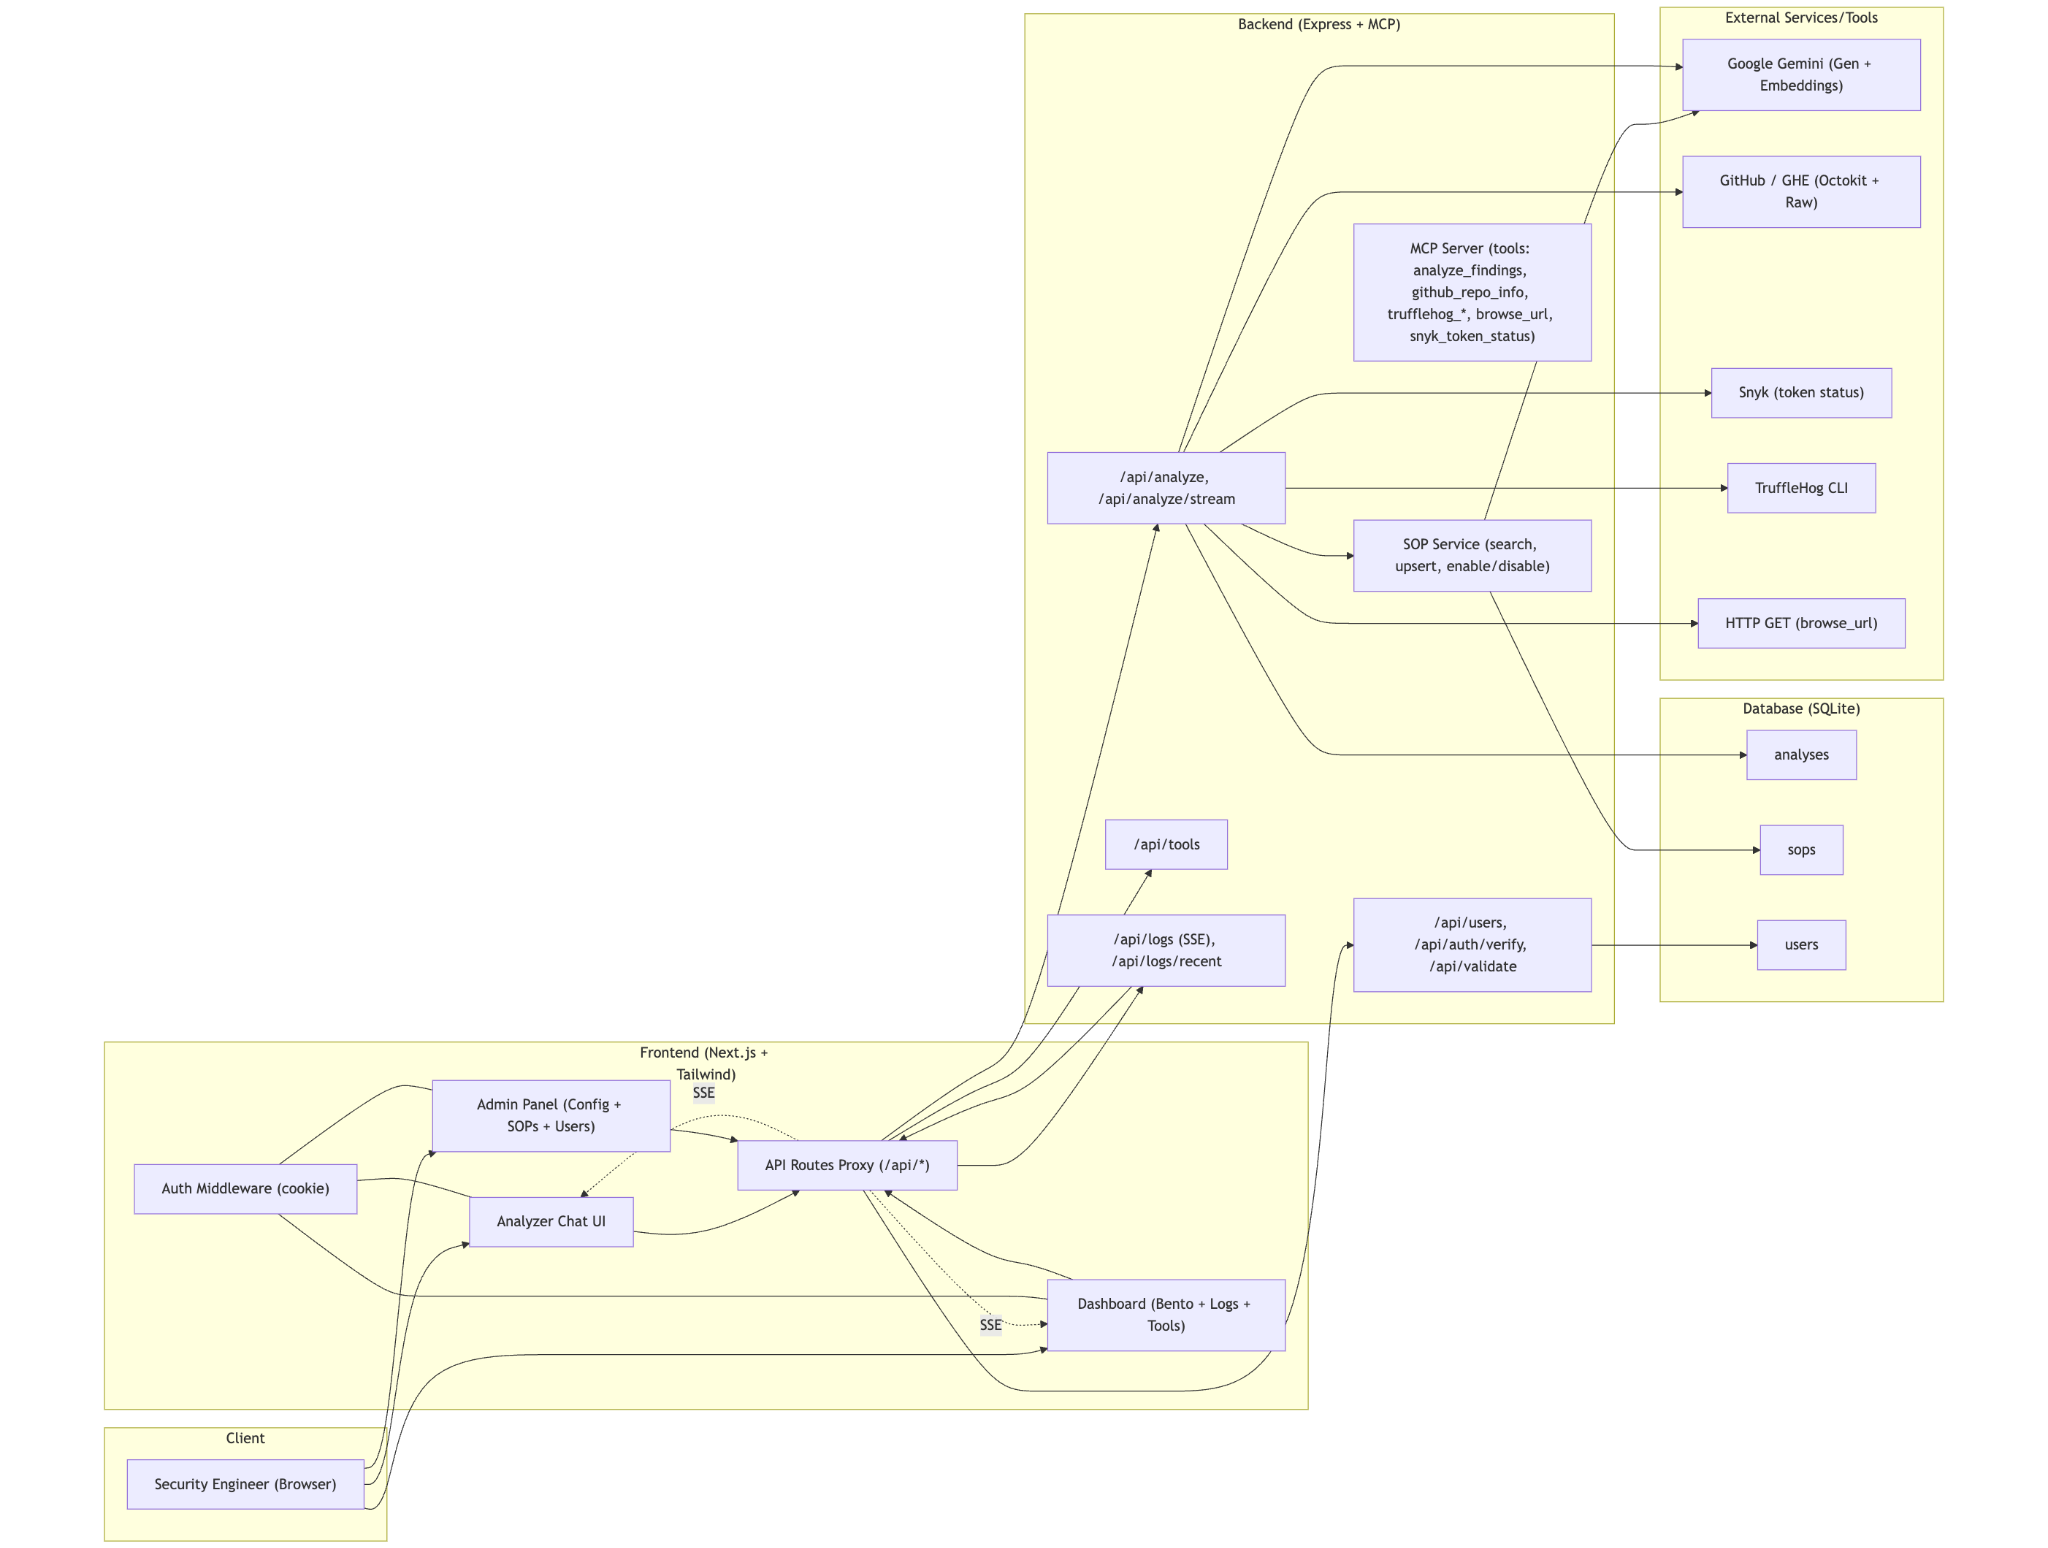 Backend (Express + MCP)
External Services/Tools
Google Gemini (Gen +
Embeddings)
GitHub / GHE (Octokit +
Raw)
MCP Server (tools:
analyze_findings,
github_repo_info,
trufflehog_*, browse_url,
snyk_token_status)
Snyk (token status)
/api/analyze,
/api/analyze/stream
TruffleHog CLI
SOP Service (search,
upsert, enable/disable)
HTTP GET (browse_url)
Database (SQLite)
analyses
/api/tools
sops
/api/logs (SSE),
/api/logs/recent
/api/users,
/api/auth/verify,
/api/validate
users
Frontend (Next.js +
Tailwind)
SSE
Admin Panel (Config +
SOPs + Users)
API Routes Proxy (/api/*)
Auth Middleware (cookie)
Analyzer Chat UI
Dashboard (Bento + Logs +
Tools)
SSE
Client
Security Engineer (Browser)